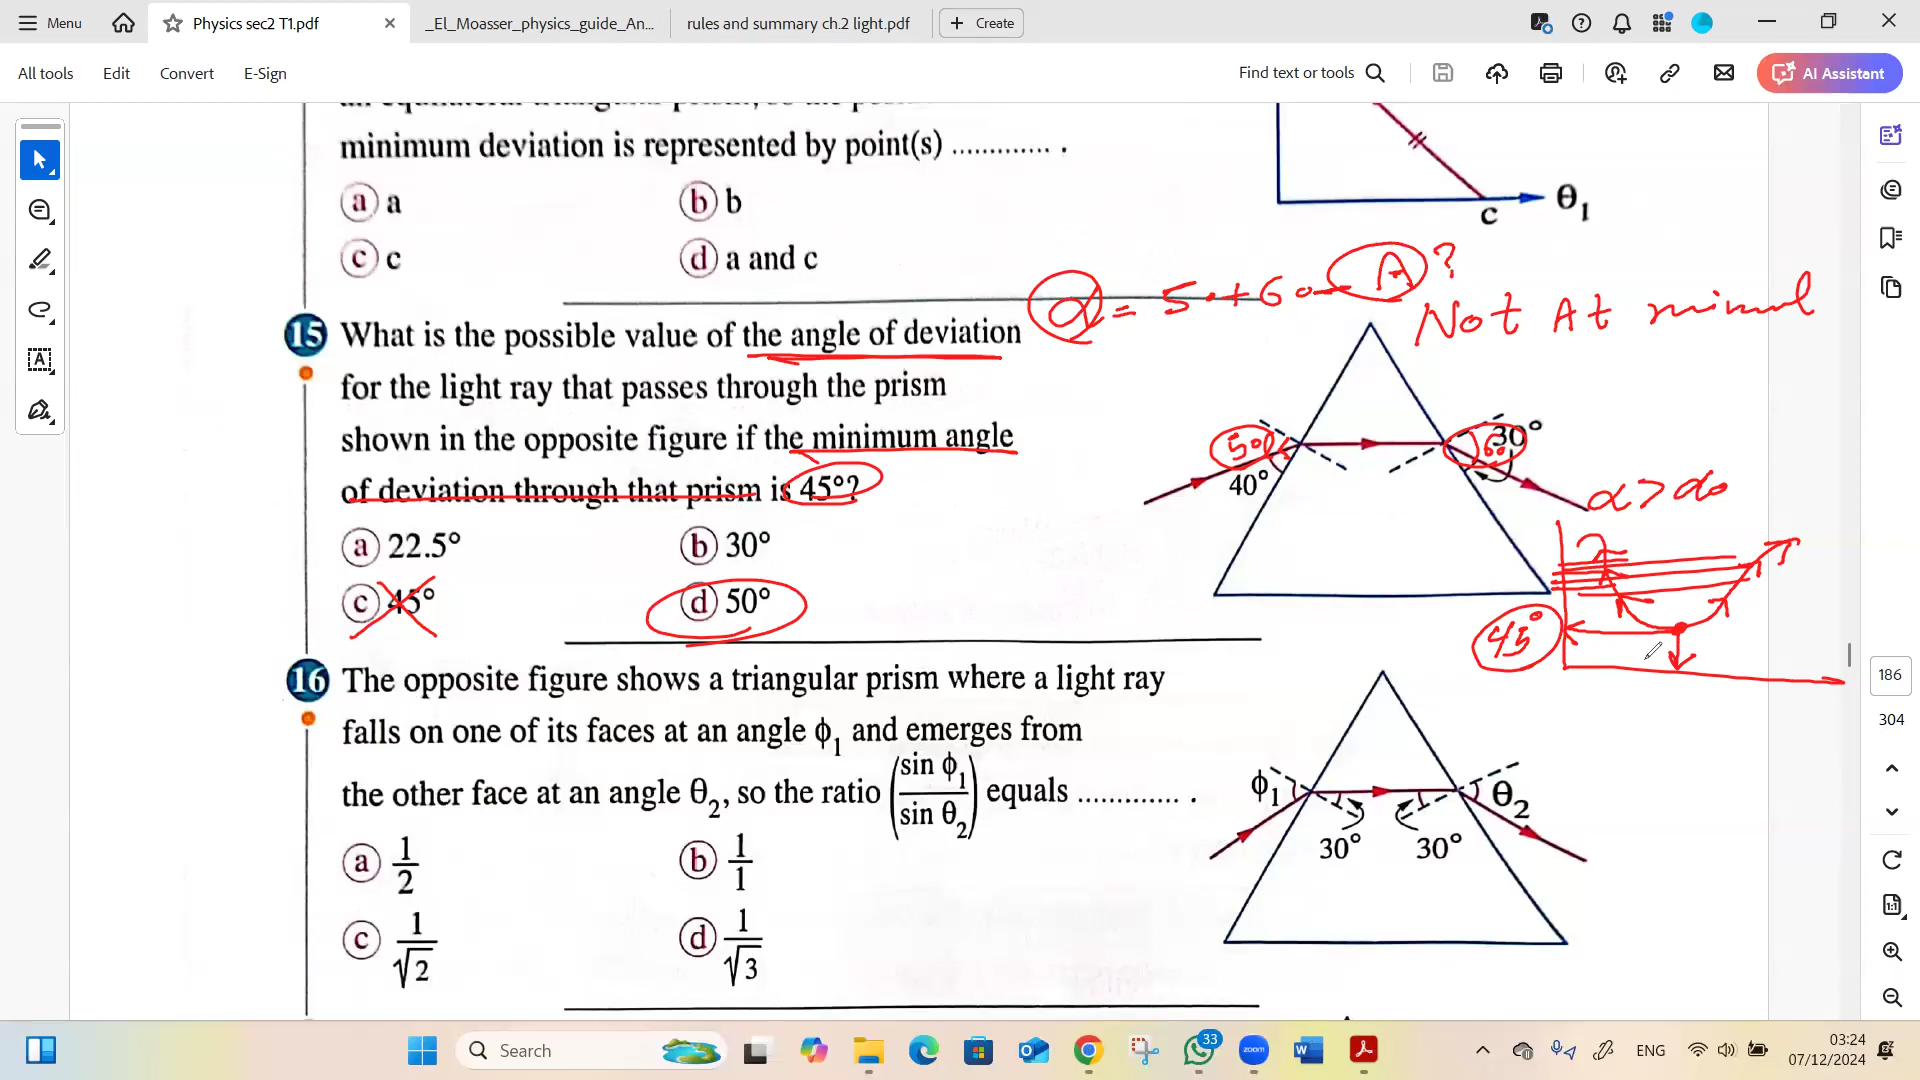 Menu
Physics sec2 T1.pdf
_El_Moasser_physics_guide_An...
rules and summary ch.2 light.pdf
Create
All tools
Edit
Convert
E-Sign
Find text or tools
AI Assistant
minimum deviation is represented by point(s) ............. .
a a
b b
c c
d a and c
c
θ1
α = 50+60-A ?
Not At
15 What is the possible value of the angle of deviation
for the light ray that passes through the prism
shown in the opposite figure if the minimum angle
of deviation through that prism is 45°?
a 22.5°
b 30°
c 45°
d 50°
50
40°
30°
60
α > α0
45°
16 The opposite figure shows a triangular prism where a light ray
falls on one of its faces at an angle ϕ1 and emerges from
the other face at an angle θ2, so the ratio (sin ϕ1 / sin θ2) equals ............. .
a 1/2
b 1/1
c 1/√2
d 1/√3
ϕ1
30°
30°
θ2
186
304
Search
33
zoom
ENG
03:24
07/12/2024